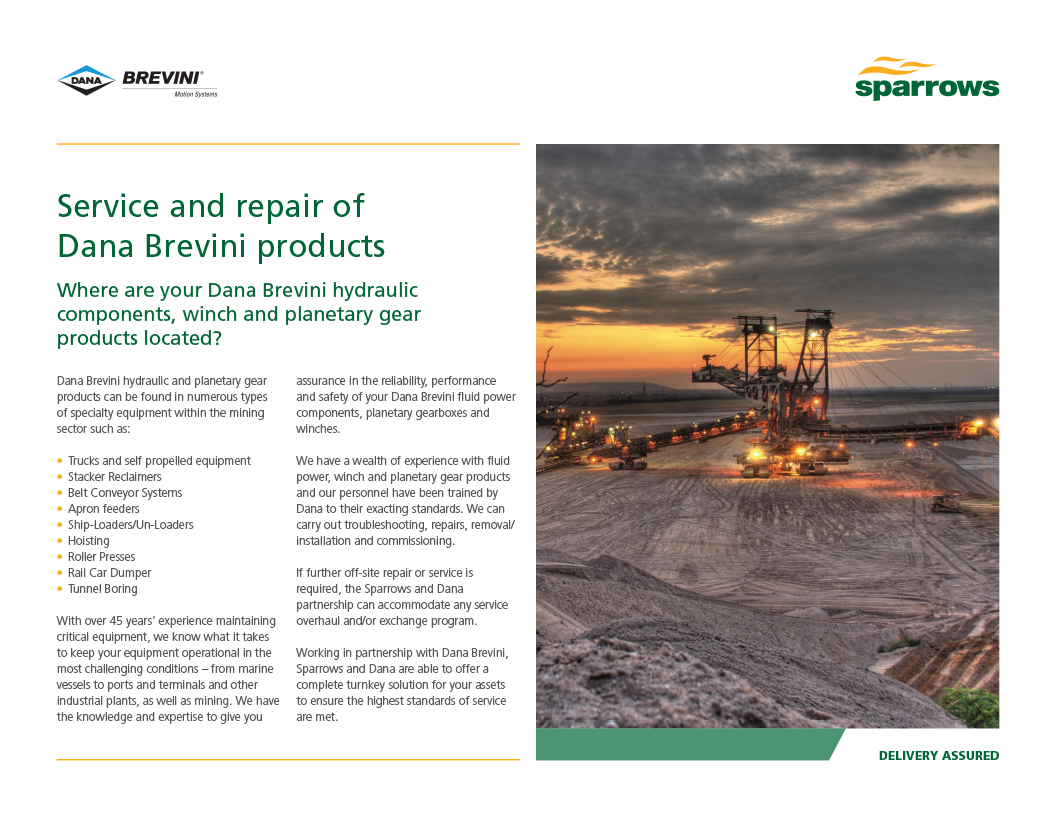 DANA
BREVINI®
Motion Systems
sparrows
Service and repair of
Dana Brevini products
Where are your Dana Brevini hydraulic
components, winch and planetary gear
products located?
Dana Brevini hydraulic and planetary gear
products can be found in numerous types
of specialty equipment within the mining
sector such as:
• Trucks and self propelled equipment
• Stacker Reclaimers
• Belt Conveyor Systems
• Apron feeders
• Ship-Loaders/Un-Loaders
• Hoisting
• Roller Presses
• Rail Car Dumper
• Tunnel Boring
With over 45 years’ experience maintaining
critical equipment, we know what it takes
to keep your equipment operational in the
most challenging conditions – from marine
vessels to ports and terminals and other
industrial plants, as well as mining. We have
the knowledge and expertise to give you
assurance in the reliability, performance
and safety of your Dana Brevini fluid power
components, planetary gearboxes and
winches.
We have a wealth of experience with fluid
power, winch and planetary gear products
and our personnel have been trained by
Dana to their exacting standards. We can
carry out troubleshooting, repairs, removal/
installation and commissioning.
If further off-site repair or service is
required, the Sparrows and Dana
partnership can accommodate any service
overhaul and/or exchange program.
Working in partnership with Dana Brevini,
Sparrows and Dana are able to offer a
complete turnkey solution for your assets
to ensure the highest standards of service
are met.
DELIVERY ASSURED